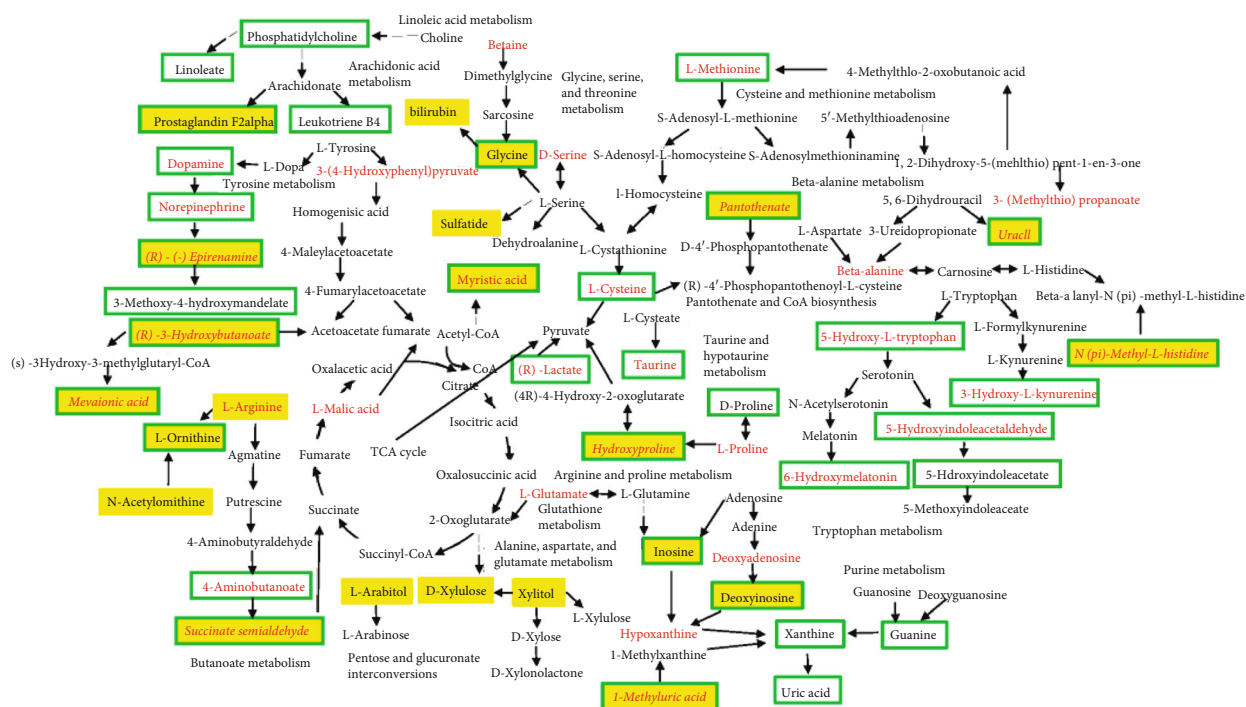 Linoleic acid metabolism
Phosphatidylcholine
Choline
Linoleate
Arachidonic acid
metabolism
Arachidonate
Prostaglandin F2alpha
Leukotriene B4
Betaine
Dimethylglycine
Glycine, serine,
and threonine
metabolism
Sarcosine
bilirubin
Glycine
D-Serine
L-Serine
Sulfatide
Dehydroalanine
L-Methionine
4-Methylthlo-2-oxobutanoic acid
Cysteine and methionine metabolism
S-Adenosyl-L-methionine
5′-Methylthioadenosine
S-Adenosyl-L-homocysteine
S-Adenosylmethioninamine
1, 2-Dihydroxy-5-(mehlthio) pent-1-en-3-one
l-Homocysteine
3- (Methylthio) propanoate
L-Cystathionine
L-Cysteine
L-Tyrosine
Dopamine
L-Dopa
3-(4-Hydroxyphenyl)pyruvate
Tyrosine metabolism
Norepinephrine
Homogenisic acid
(R) - (-) Epirenamine
4-Maleylacetoacetate
3-Methoxy-4-hydroxymandelate
4-Fumarylacetoacetate
(R) -3-Hydroxybutanoate
Acetoacetate fumarate
(s) -3Hydroxy-3-methylglutaryl-CoA
Mevaionic acid
Myristic acid
Acetyl-CoA
CoA
Citrate
Oxalacetic acid
L-Malic acid
Isocitric acid
TCA cycle
Fumarate
Oxalosuccinic acid
Succinate
2-Oxoglutarate
Succinyl-CoA
Beta-alanine metabolism
Pantothenate
5, 6-Dihydrouracil
Uracll
L-Aspartate
3-Ureidopropionate
D-4′-Phosphopantothenate
Beta-alanine
Carnosine
L-Histidine
(R) -4′-Phosphopantothenoyl-L-cysteine
Pantothenate and CoA biosynthesis
Beta-a lanyl-N (pi) -methyl-L-histidine
N (pi)-Methyl-L-histidine
Pyruvate
L-Cysteate
Taurine and
hypotaurine
metabolism
Taurine
(R) -Lactate
(4R)-4-Hydroxy-2-oxoglutarate
D-Proline
Hydroxyproline
L-Proline
Arginine and proline metabolism
L-Tryptophan
5-Hydroxy-L-tryptophan
L-Formylkynurenine
L-Kynurenine
3-Hydroxy-L-kynurenine
Serotonin
N-Acetylserotonin
5-Hydroxyindoleacetaldehyde
Melatonin
6-Hydroxymelatonin
5-Hdroxyindoleacetate
5-Methoxyindoleaceate
Tryptophan metabolism
L-Arginine
L-Ornithine
Agmatine
N-Acetylomithine
Putrescine
4-Aminobutyraldehyde
4-Aminobutanoate
Succinate semialdehyde
Butanoate metabolism
L-Glutamate
L-Glutamine
Glutathione
metabolism
Alanine, aspartate, and
glutamate metabolism
L-Arabitol
D-Xylulose
Xylitol
L-Xylulose
L-Arabinose
D-Xylose
Pentose and glucuronate
interconversions
D-Xylonolactone
Adenosine
Adenine
Inosine
Deoxyadenosine
Deoxyinosine
Purine metabolism
Guanosine
Deoxyguanosine
Hypoxanthine
Xanthine
Guanine
1-Methylxanthine
Uric acid
1-Methyluric acid